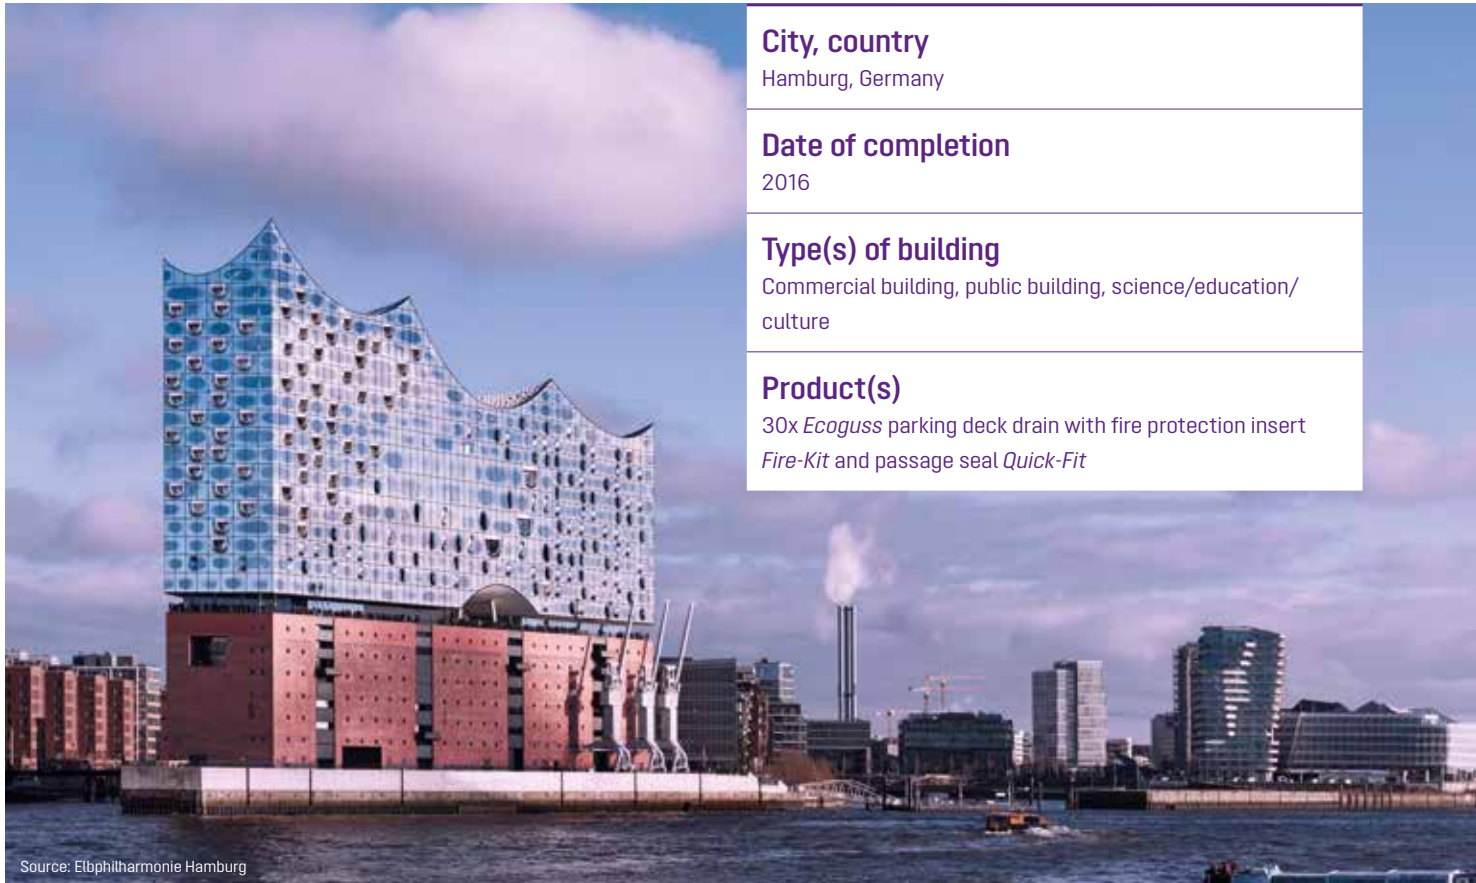 City, country
Hamburg, Germany
Date of completion
2016
Type(s) of building
Commercial building, public building, science/education/
culture
Product(s)
30x Ecoguss parking deck drain with fire protection insert
Fire-Kit and passage seal Quick-Fit
Source: Elbphilharmonie Hamburg